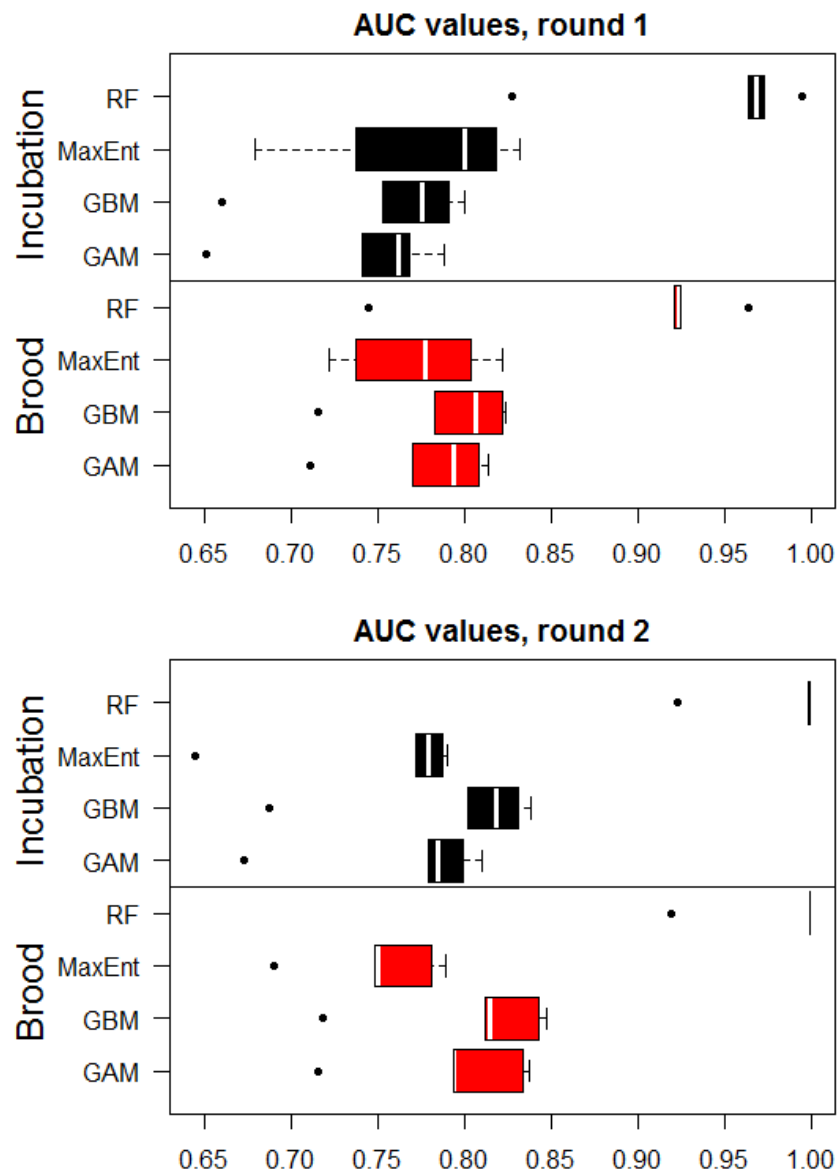 AUC values, round 1
Incubation
RF
MaxEnt
GBM
GAM
Brood
RF
MaxEnt
GBM
GAM
0.65 0.70 0.75 0.80 0.85 0.90 0.95 1.00
AUC values, round 2
Incubation
RF
MaxEnt
GBM
GAM
Brood
RF
MaxEnt
GBM
GAM
0.65 0.70 0.75 0.80 0.85 0.90 0.95 1.00